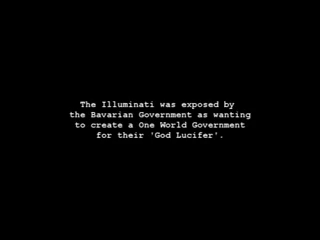 The Illuminati was exposed by
the Bavarian Government as wanting
to create a One World Government
for their 'God Lucifer'.